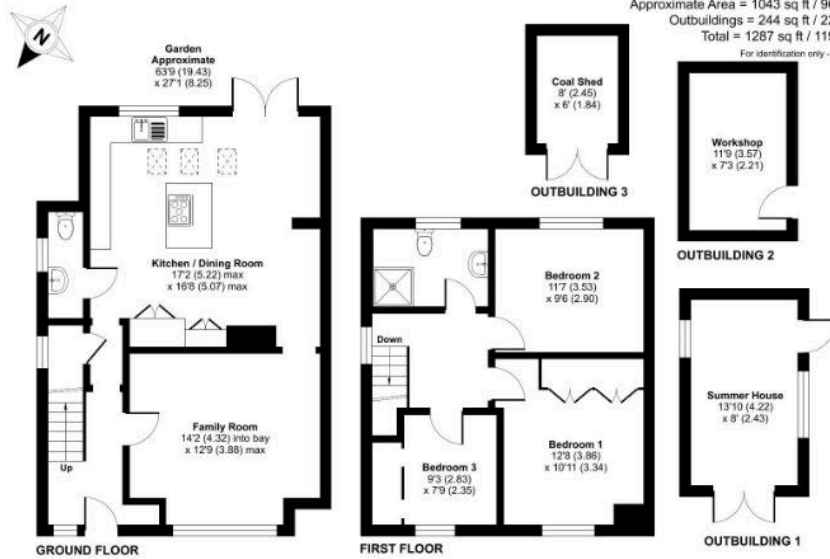 Approximate Area = 1043 sq ft /
Outbuildings = 244 sq ft /
Total = 1287 sq ft /
For identification only -
N
Garden
Approximate
63'9 (19.43)
x 27'1 (8.25)
Coal Shed
8' (2.45)
x 6' (1.84)
OUTBUILDING 3
Workshop
11'9 (3.57)
x 7'3 (2.21)
OUTBUILDING 2
Kitchen / Dining Room
17'2 (5.22) max
x 16'8 (5.07) max
Bedroom 2
11'7 (3.53)
x 9'6 (2.90)
Down
Summer House
13'10 (4.22)
x 8' (2.43)
Family Room
14'2 (4.32) into bay
x 12'9 (3.88) max
Up
Bedroom 1
12'8 (3.86)
x 10'11 (3.34)
Bedroom 3
9'3 (2.83)
x 7'9 (2.35)
OUTBUILDING 1
GROUND FLOOR
FIRST FLOOR